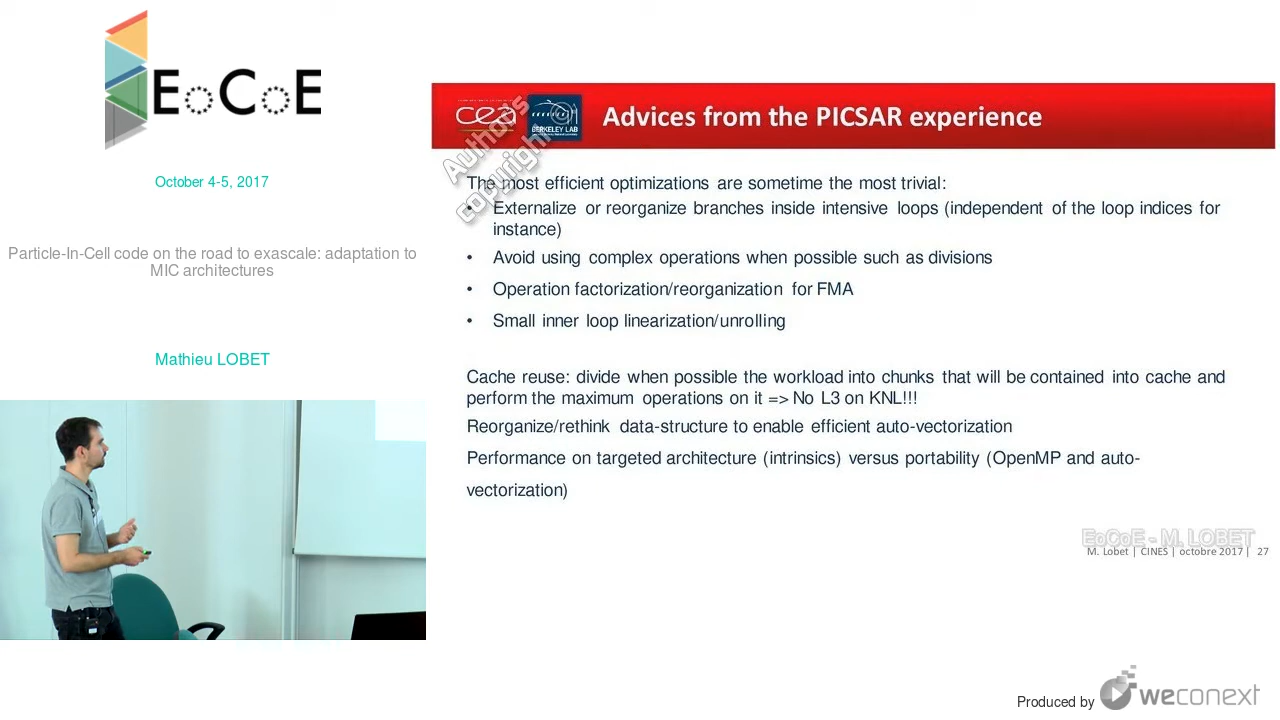 EoCoE
October 4-5, 2017
Particle-In-Cell code on the road to exascale: adaptation to
MIC architectures
Mathieu LOBET
cea
BERKELEY LAB
Advices from the PICSAR experience
Author's
copyright
The most efficient optimizations are sometime the most trivial:
• Externalize or reorganize branches inside intensive loops (independent of the loop indices for
instance)
• Avoid using complex operations when possible such as divisions
• Operation factorization/reorganization for FMA
• Small inner loop linearization/unrolling
Cache reuse: divide when possible the workload into chunks that will be contained into cache and
perform the maximum operations on it => No L3 on KNL!!!
Reorganize/rethink data-structure to enable efficient auto-vectorization
Performance on targeted architecture (intrinsics) versus portability (OpenMP and auto-
vectorization)
EoCoE - M. LOBET
M. Lobet | CINES | octobre 2017 | 27
Produced by weconext